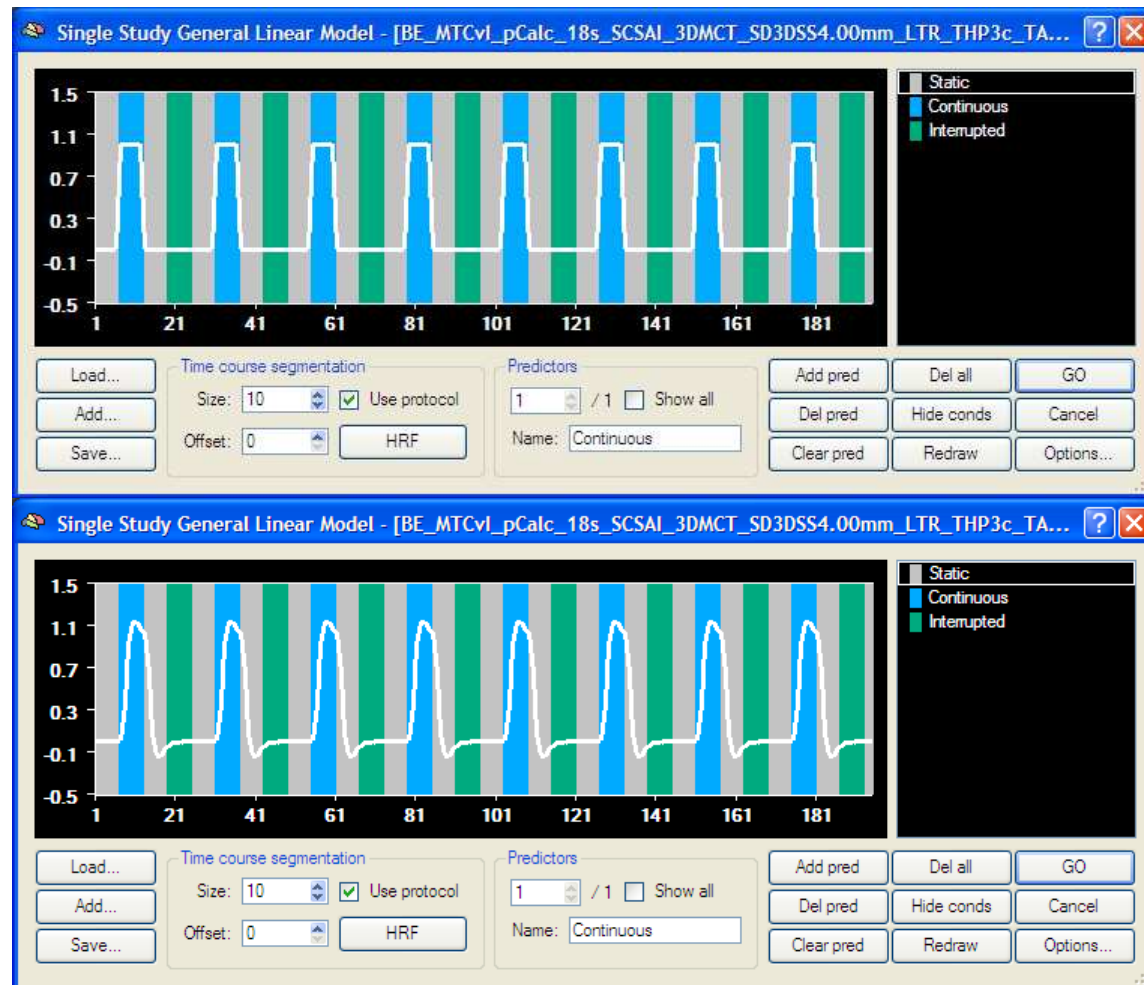 Single Study General Linear Model - [BE_MTCvl_pCalc_18s_SCSAI_3DMCT_SD3DSS4.00mm_LTR_THP3c_TA...
1.5
1.1
0.7
0.3
-0.1
-0.5
1 21 41 61 81 101 121 141 161 181
Static
Continuous
Interrupted
Load...
Add...
Save...
Time course segmentation
Size: 10 Use protocol
Offset: 0 HRF
Predictors
1 / 1 Show all
Name: Continuous
Add pred Del all GO
Del pred Hide conds Cancel
Clear pred Redraw Options...
Single Study General Linear Model - [BE_MTCvl_pCalc_18s_SCSAI_3DMCT_SD3DSS4.00mm_LTR_THP3c_TA...
1.5
1.1
0.7
0.3
-0.1
-0.5
1 21 41 61 81 101 121 141 161 181
Static
Continuous
Interrupted
Load...
Add...
Save...
Time course segmentation
Size: 10 Use protocol
Offset: 0 HRF
Predictors
1 / 1 Show all
Name: Continuous
Add pred Del all GO
Del pred Hide conds Cancel
Clear pred Redraw Options...